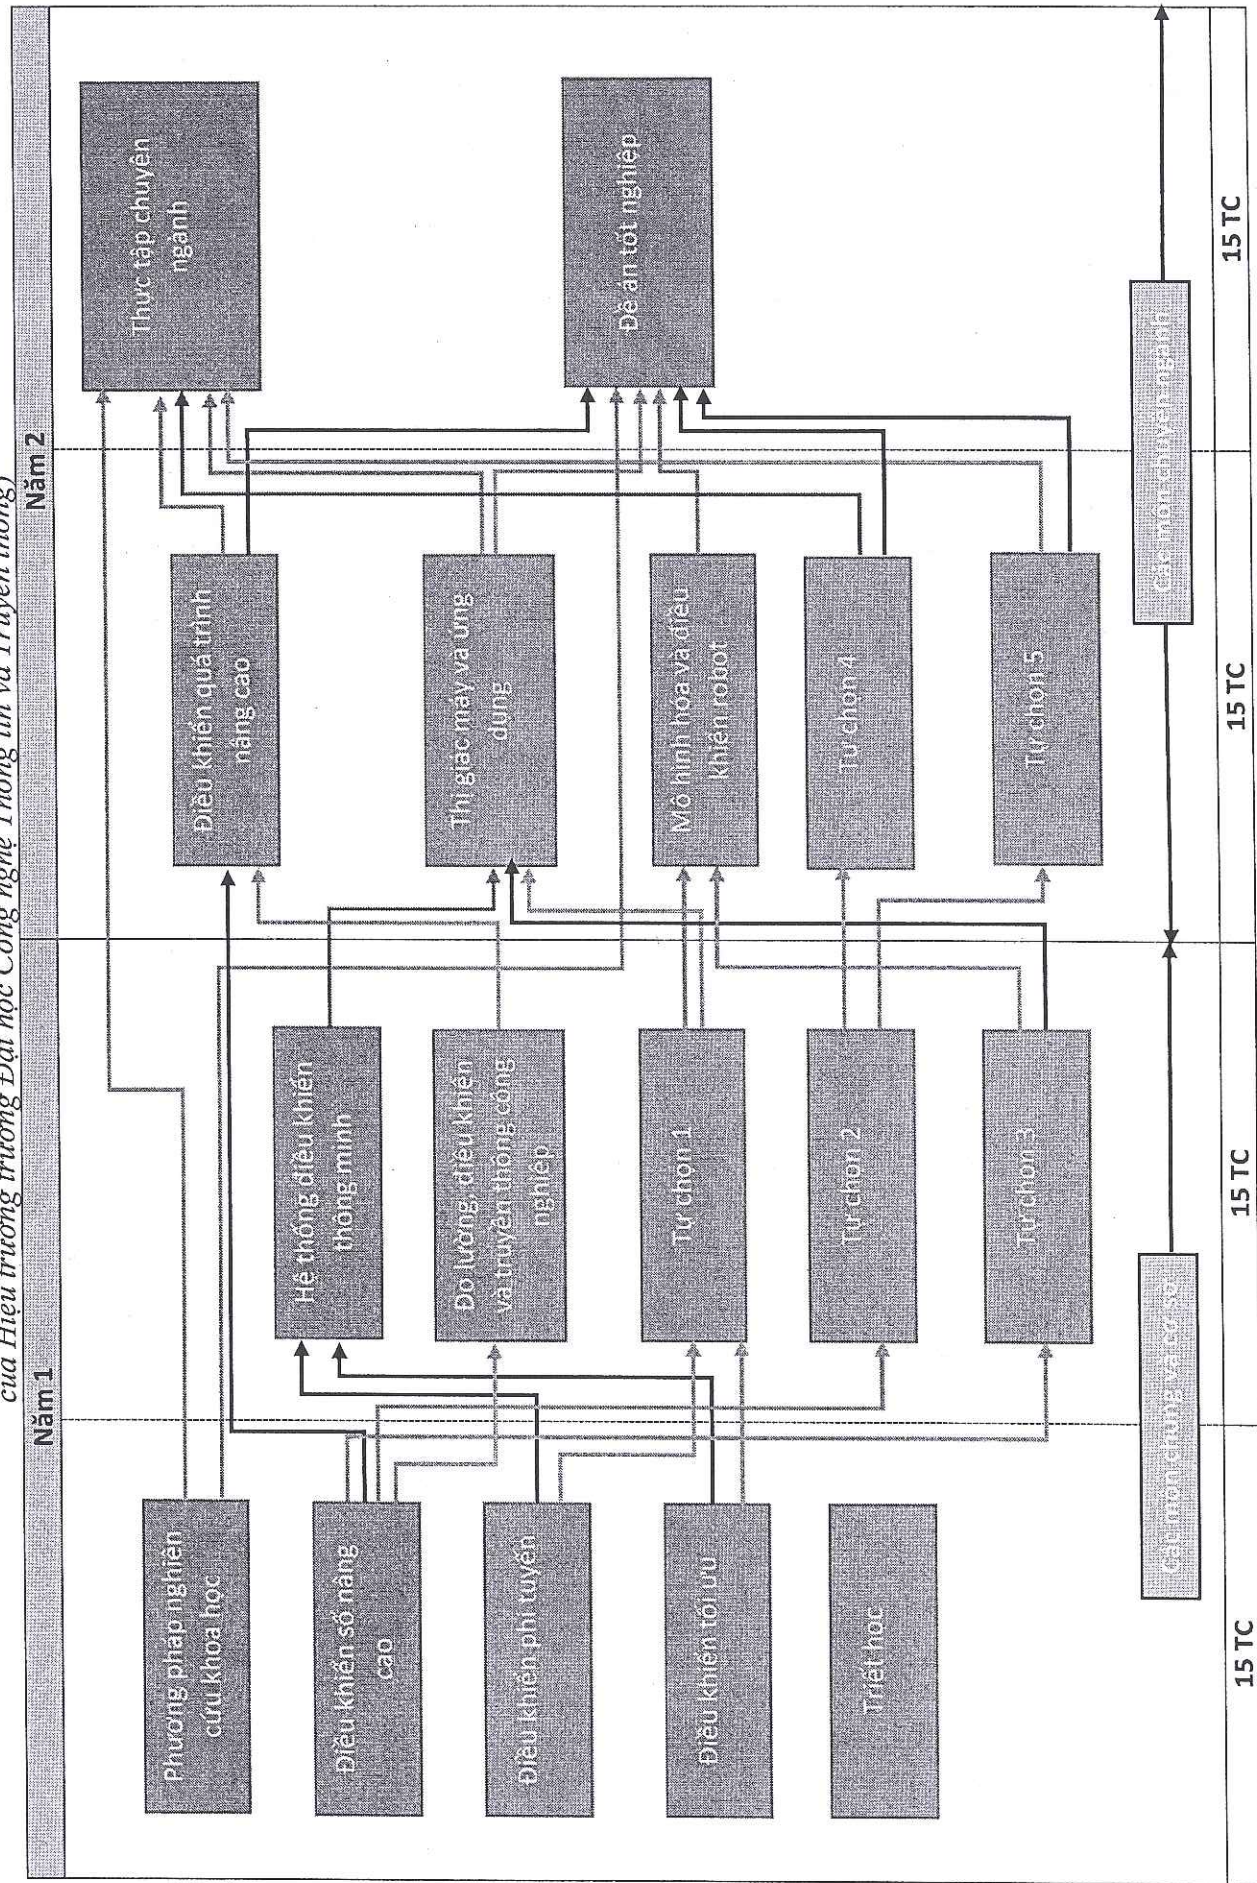 của Hiệu trưởng trường Đại học Công nghệ Thông tin và Truyền thông)
Năm 1
Năm 2
Phương pháp nghiên
cứu khoa học
Điều khiển số nâng
cao
Điều khiển phi tuyến
Điều khiển tối ưu
Triết học
Hệ thống điều khiển
thông minh
Đo lường, điều khiển
và truyền thông công
nghiệp
Tự chọn 1
Tự chọn 2
Tự chọn 3
Điều khiển quá trình
nâng cao
Thị giác máy và ứng
dụng
Mô hình hóa và điều
khiển robot
Tự chọn 4
Tự chọn 5
Thực tập chuyên
ngành
Đề án tốt nghiệp
Các môn chung và cơ sở
Các môn chuyên ngành
15 TC
15 TC
15 TC
15 TC